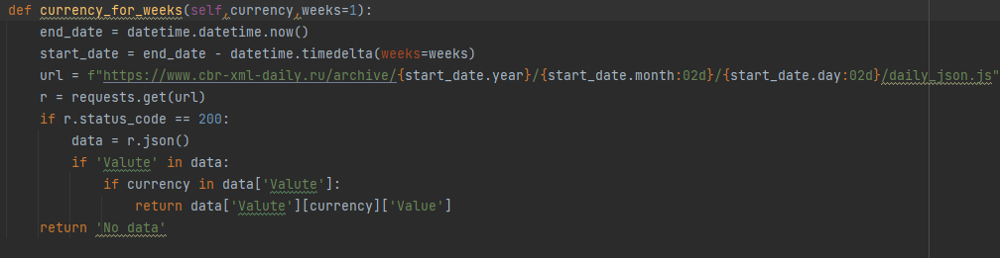 def currency_for_weeks(self,currency,weeks=1):
    end_date = datetime.datetime.now()
    start_date = end_date - datetime.timedelta(weeks=weeks)
    url = f"https://www.cbr-xml-daily.ru/archive/{start_date.year}/{start_date.month:02d}/{start_date.day:02d}/daily_json.js"
    r = requests.get(url)
    if r.status_code == 200:
        data = r.json()
        if 'Valute' in data:
            if currency in data['Valute']:
                return data['Valute'][currency]['Value']
    return 'No data'